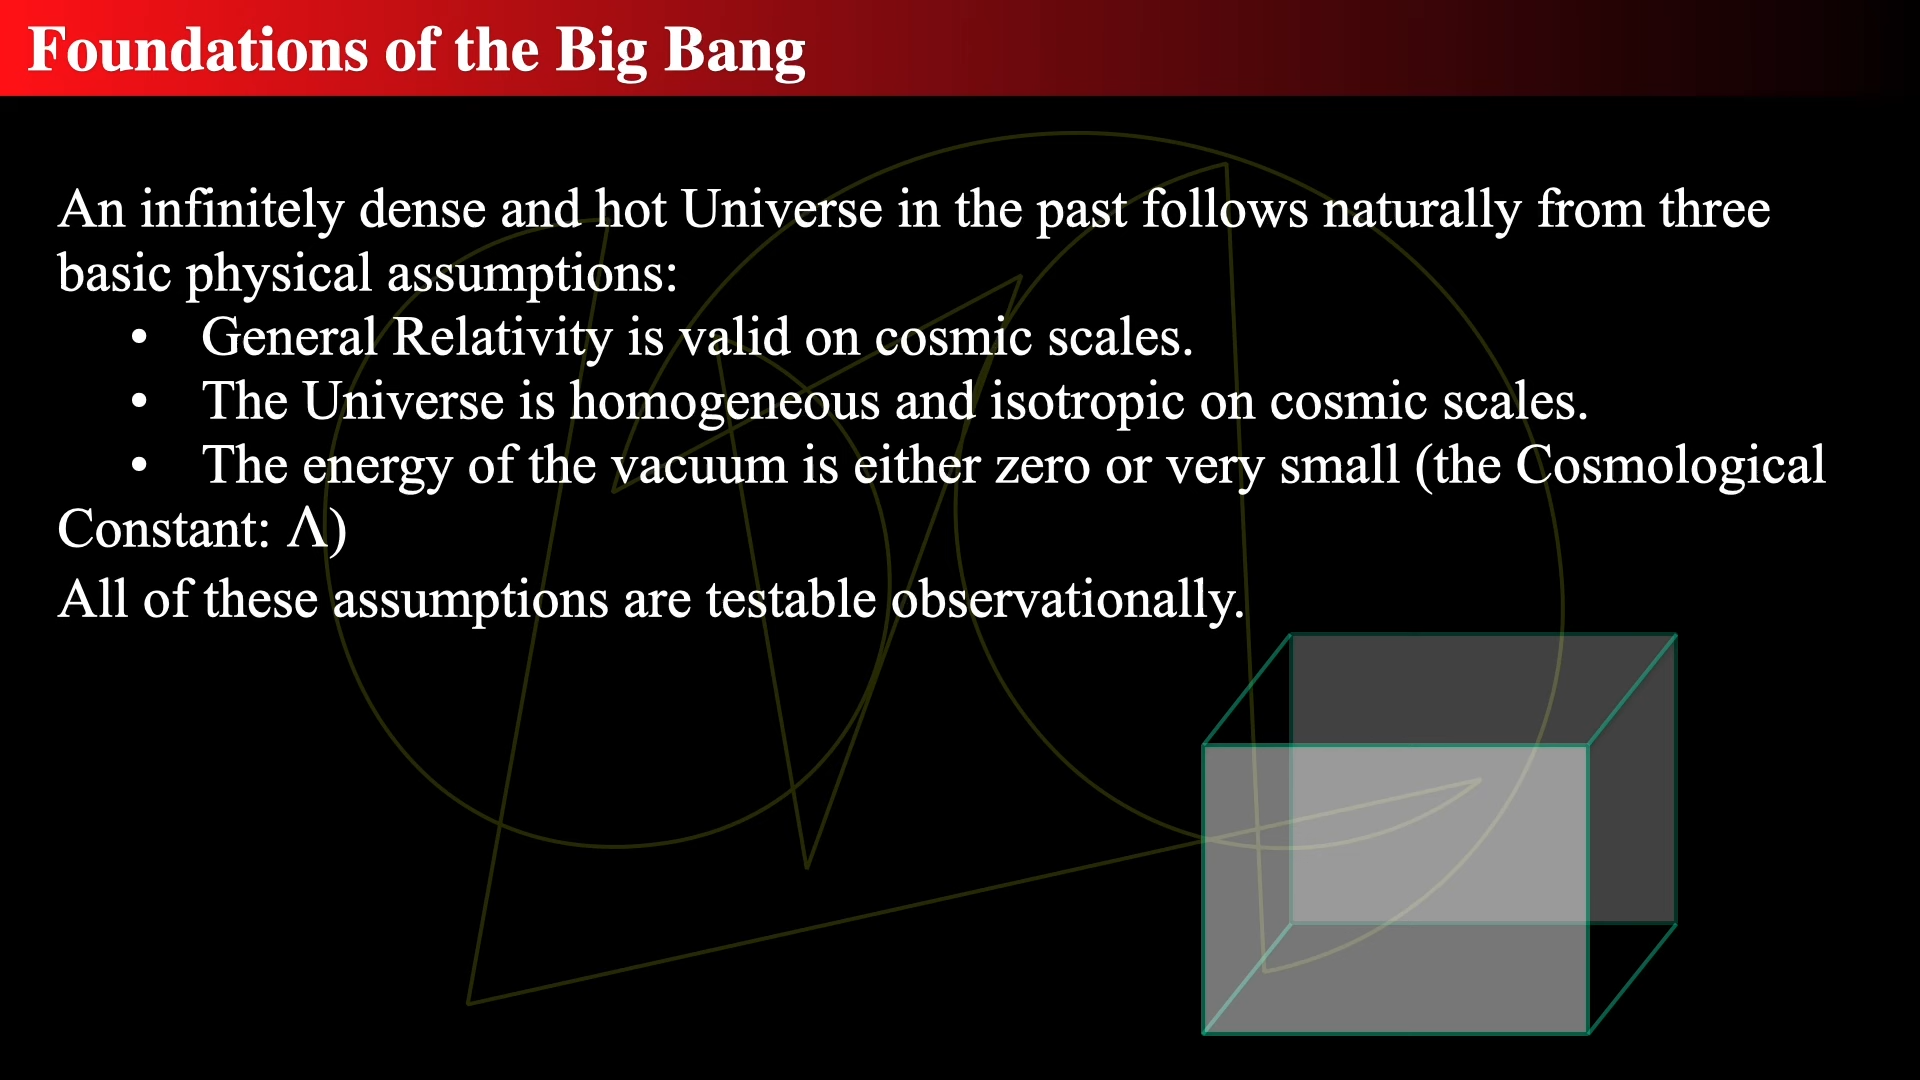 Foundations of the Big Bang
An infinitely dense and hot Universe in the past follows naturally from three
basic physical assumptions:
• General Relativity is valid on cosmic scales.
• The Universe is homogeneous and isotropic on cosmic scales.
• The energy of the vacuum is either zero or very small (the Cosmological
Constant: Λ)
All of these assumptions are testable observationally.